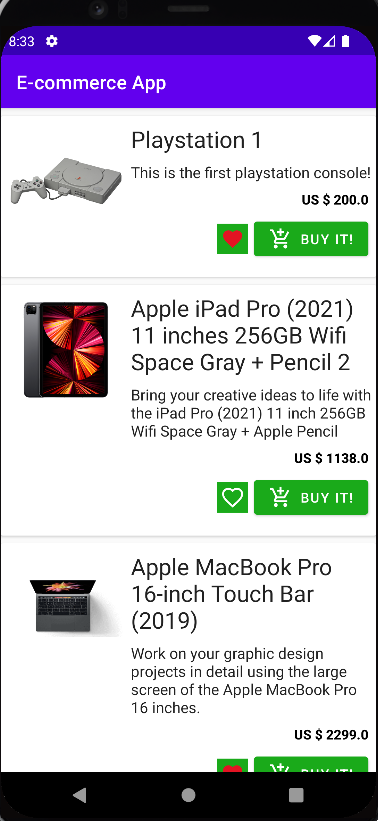 8:33
E-commerce App
Playstation 1
This is the first playstation console!
US $ 200.0
BUY IT!
Apple iPad Pro (2021)
11 inches 256GB Wifi
Space Gray + Pencil 2
Bring your creative ideas to life with
the iPad Pro (2021) 11 inch 256GB
Wifi Space Gray + Apple Pencil
US $ 1138.0
BUY IT!
Apple MacBook Pro
16-inch Touch Bar
(2019)
Work on your graphic design
projects in detail using the large
screen of the Apple MacBook Pro
16 inches.
US $ 2299.0
BUY IT!